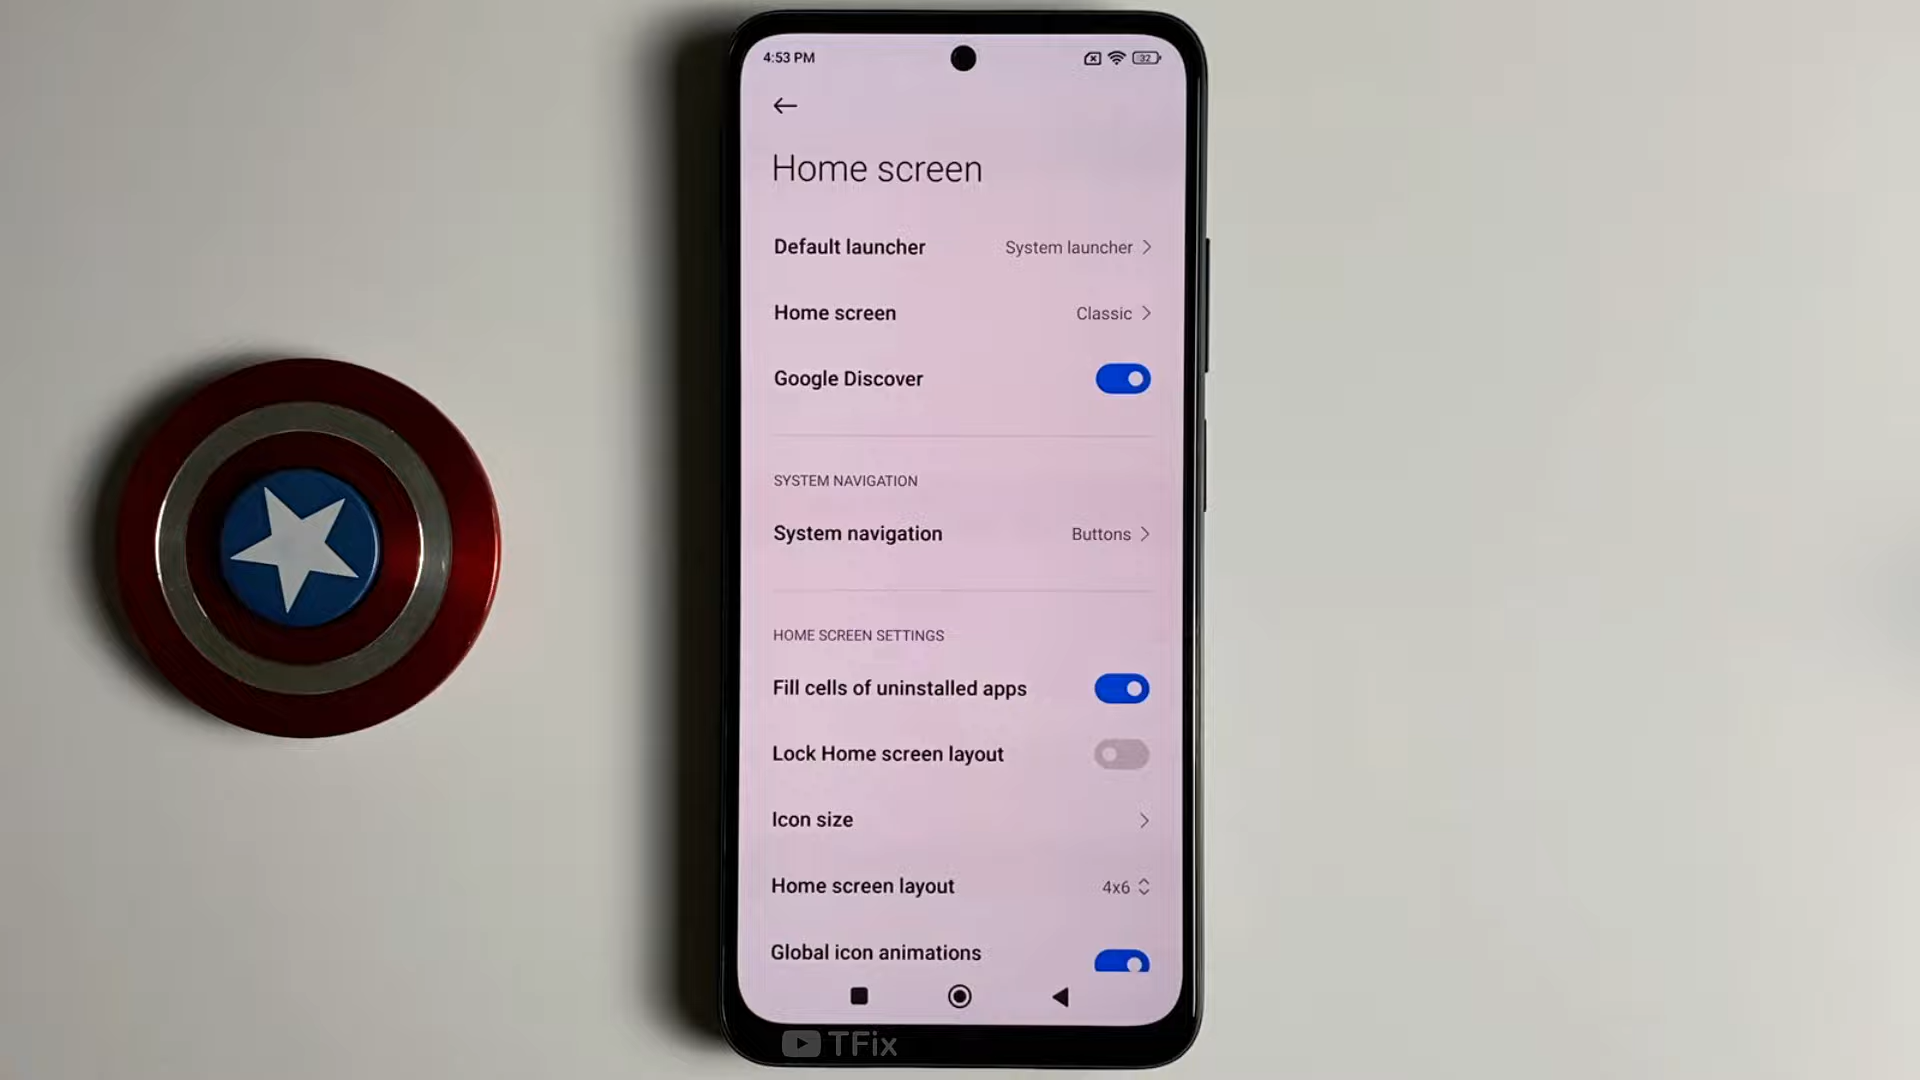 4:53 PM
32
Home screen
Default launcher System launcher
Home screen Classic
Google Discover
SYSTEM NAVIGATION
System navigation Buttons
HOME SCREEN SETTINGS
Fill cells of uninstalled apps
Lock Home screen layout
Icon size
Home screen layout 4x6
Global icon animations
TFix